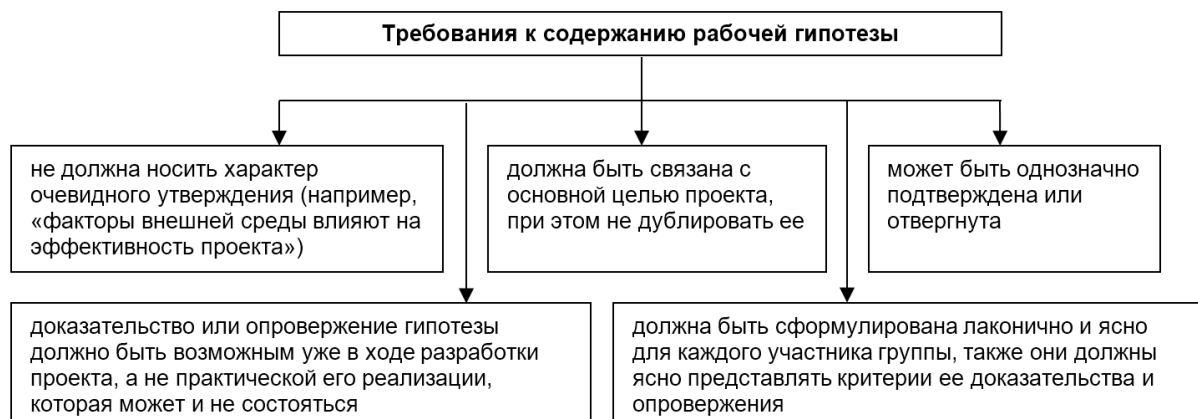 Требования к содержанию рабочей гипотезы
не должна носить характер
очевидного утверждения (например,
«факторы внешней среды влияют на
эффективность проекта»)
должна быть связана с
основной целью проекта,
при этом не дублировать ее
может быть однозначно
подтверждена или
отвергнута
доказательство или опровержение гипотезы
должно быть возможным уже в ходе разработки
проекта, а не практической его реализации,
которая может и не состояться
должна быть сформулирована лаконично и ясно
для каждого участника группы, также они должны
ясно представлять критерии ее доказательства и
опровержения